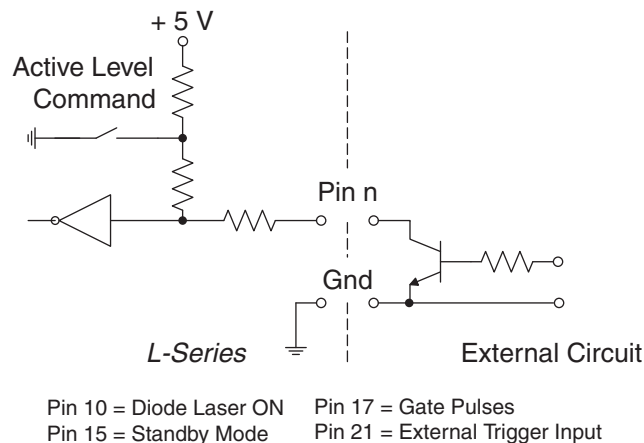 + 5 V
Active Level
Command
Pin n
Gnd
L-Series
External Circuit
Pin 10 = Diode Laser ON
Pin 17 = Gate Pulses
Pin 15 = Standby Mode
Pin 21 = External Trigger Input